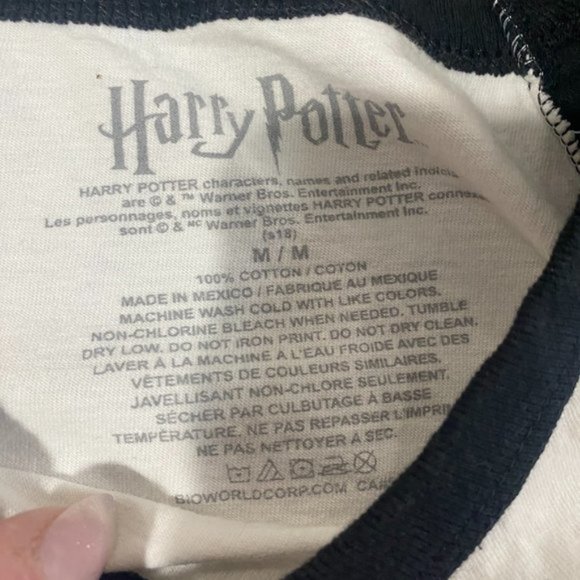 Harry Potter
HARRY POTTER characters, names and related
are © & ™ Warner Bros. Entertainment Inc.
Les personnages, noms et vignettes HARRY POTTER
sont © & MC Warner Bros. Entertainment Inc.
(s18)
M / M
100% COTTON / COTON
MADE IN MEXICO / FABRIQUE AU MEXIQUE
MACHINE WASH COLD WITH LIKE COLORS.
NON-CHLORINE BLEACH WHEN NEEDED. TUMBLE
DRY LOW. DO NOT IRON PRINT. DO NOT DRY CLEAN.
LAVER À LA MACHINE À L'EAU FROIDE AVEC DES
VÊTEMENTS DE COULEURS SIMILAIRES.
JAVELLISANT NON-CHLORE SEULEMENT.
SÉCHER PAR CULBUTAGE À BASSE
TEMPÉRATURE. NE PAS REPASSER
NE PAS NETTOYER À SEC.
BIOWORLDCORP.COM